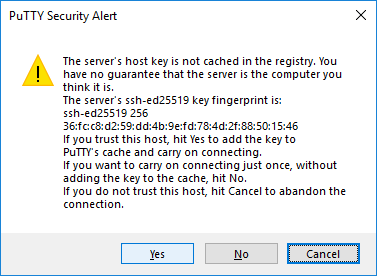 PuTTY Security Alert
The server's host key is not cached in the registry. You
have no guarantee that the server is the computer you
think it is.
The server's ssh-ed25519 key fingerprint is:
ssh-ed25519 256
36:fc:c8:d2:59:dd:4b:9e:fd:78:4d:2f:88:50:15:46
If you trust this host, hit Yes to add the key to
PuTTY's cache and carry on connecting.
If you want to carry on connecting just once, without
adding the key to the cache, hit No.
If you do not trust this host, hit Cancel to abandon the
connection.
Yes
No
Cancel